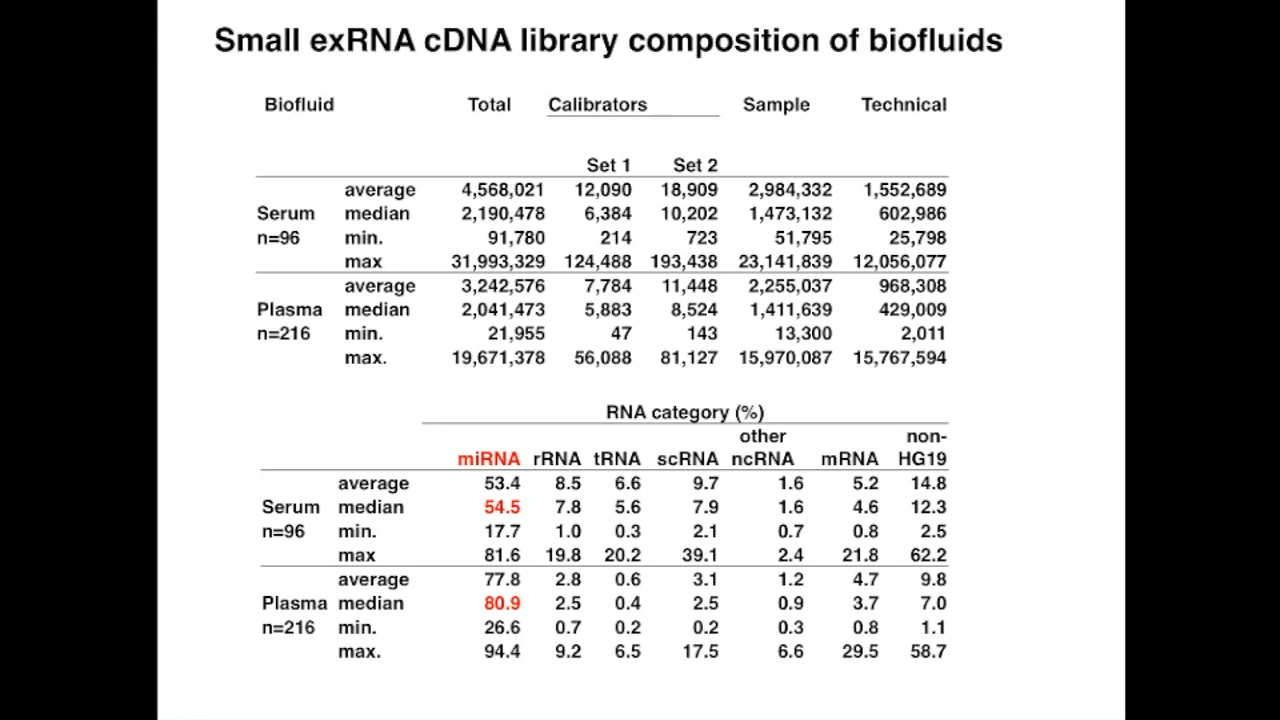 Small exRNA cDNA library composition of biofluids
Biofluid Total Calibrators Sample Technical
Set 1 Set 2
average 4,568,021 12,090 18,909 2,984,332 1,552,689
Serum median 2,190,478 6,384 10,202 1,473,132 602,986
n=96 min. 91,780 214 723 51,795 25,798
max 31,993,329 124,488 193,438 23,141,839 12,056,077
average 3,242,576 7,784 11,448 2,255,037 968,308
Plasma median 2,041,473 5,883 8,524 1,411,639 429,009
n=216 min. 21,955 47 143 13,300 2,011
max. 19,671,378 56,088 81,127 15,970,087 15,767,594
RNA category (%)
other non-
miRNA rRNA tRNA scRNA ncRNA mRNA HG19
average 53.4 8.5 6.6 9.7 1.6 5.2 14.8
Serum median 54.5 7.8 5.6 7.9 1.6 4.6 12.3
n=96 min. 17.7 1.0 0.3 2.1 0.7 0.8 2.5
max 81.6 19.8 20.2 39.1 2.4 21.8 62.2
average 77.8 2.8 0.6 3.1 1.2 4.7 9.8
Plasma median 80.9 2.5 0.4 2.5 0.9 3.7 7.0
n=216 min. 26.6 0.7 0.2 0.2 0.3 0.8 1.1
max. 94.4 9.2 6.5 17.5 6.6 29.5 58.7